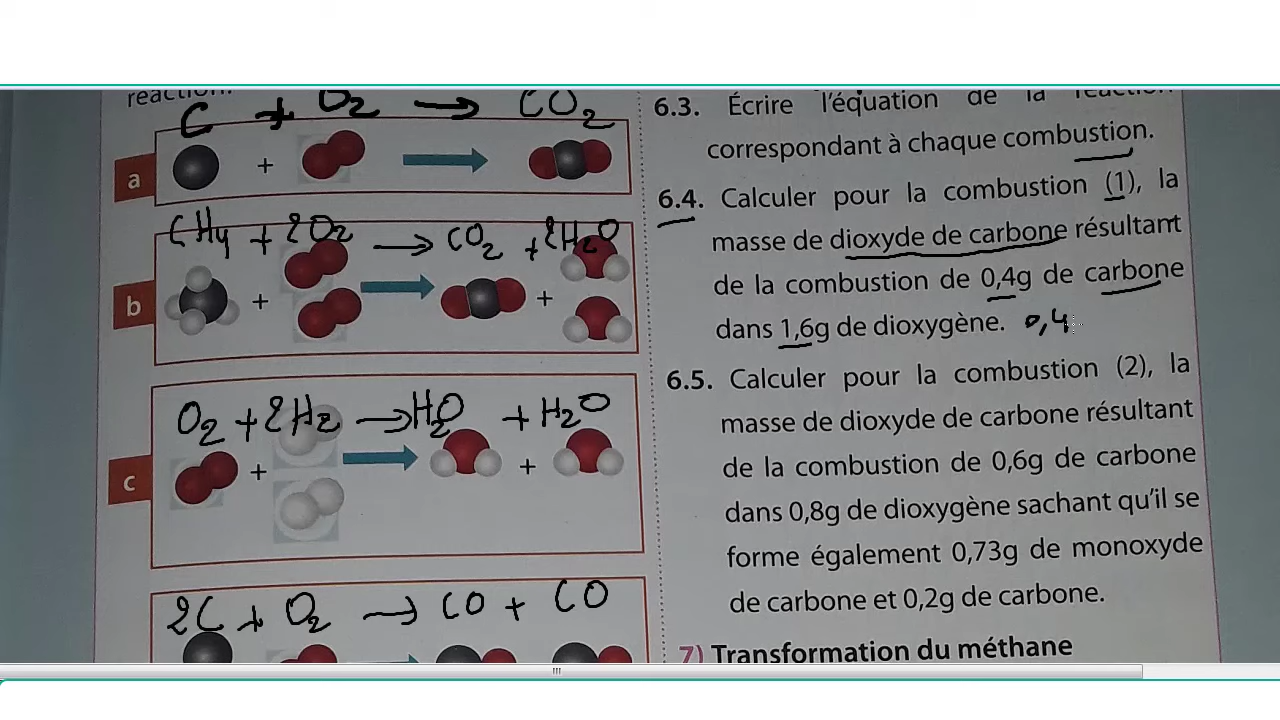 réaction.
C + O2 → CO2
a
+
CH4 + 2O2 → CO2 + 2H2O
b
+
+
O2 + 2H2 → H2O + H2O
c
+
+
2C + O2 → CO + CO
6.3. Écrire l'équation de la réaction
correspondant à chaque combustion.
6.4. Calculer pour la combustion (1), la
masse de dioxyde de carbone résultant
de la combustion de 0,4g de carbone
dans 1,6g de dioxygène. 0,4
6.5. Calculer pour la combustion (2), la
masse de dioxyde de carbone résultant
de la combustion de 0,6g de carbone
dans 0,8g de dioxygène sachant qu'il se
forme également 0,73g de monoxyde
de carbone et 0,2g de carbone.
7) Transformation du méthane